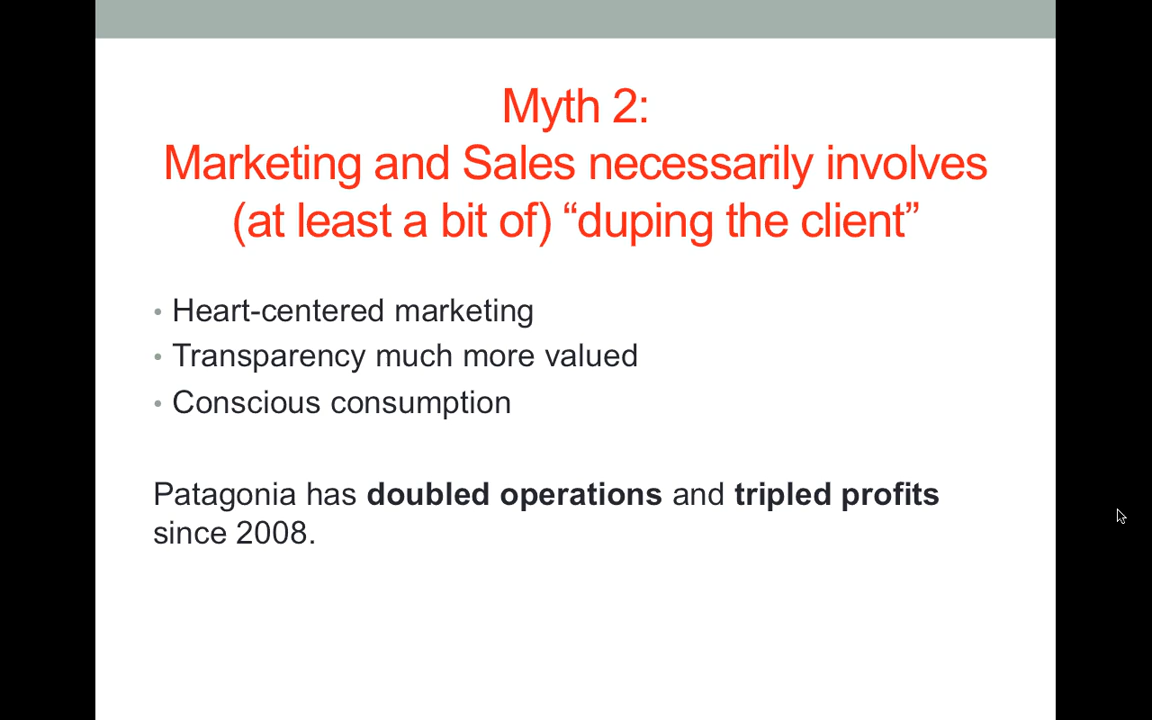 Myth 2:
Marketing and Sales necessarily involves
(at least a bit of) “duping the client”
• Heart-centered marketing
• Transparency much more valued
• Conscious consumption
Patagonia has doubled operations and tripled profits
since 2008.